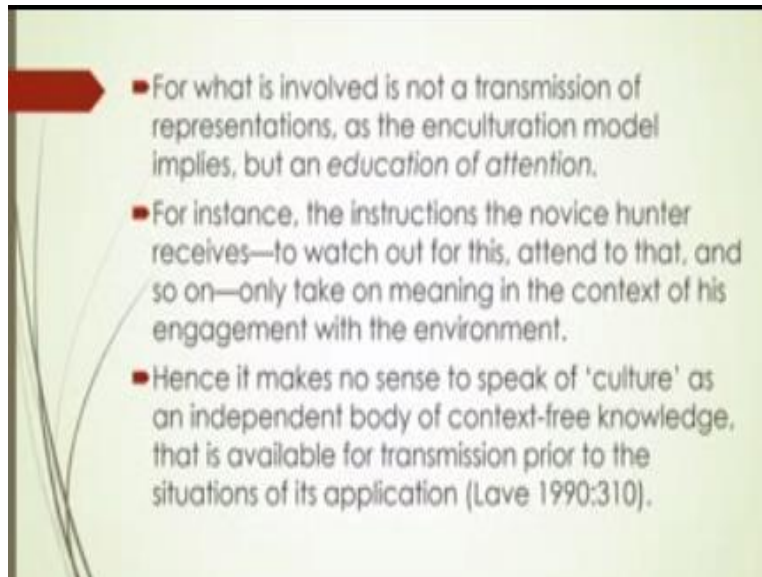 For what is involved is not a transmission of
representations, as the enculturation model
implies, but an education of attention.
For instance, the instructions the novice hunter
receives—to watch out for this, attend to that, and
so on—only take on meaning in the context of his
engagement with the environment.
Hence it makes no sense to speak of ‘culture’ as
an independent body of context-free knowledge,
that is available for transmission prior to the
situations of its application (Lave 1990:310).